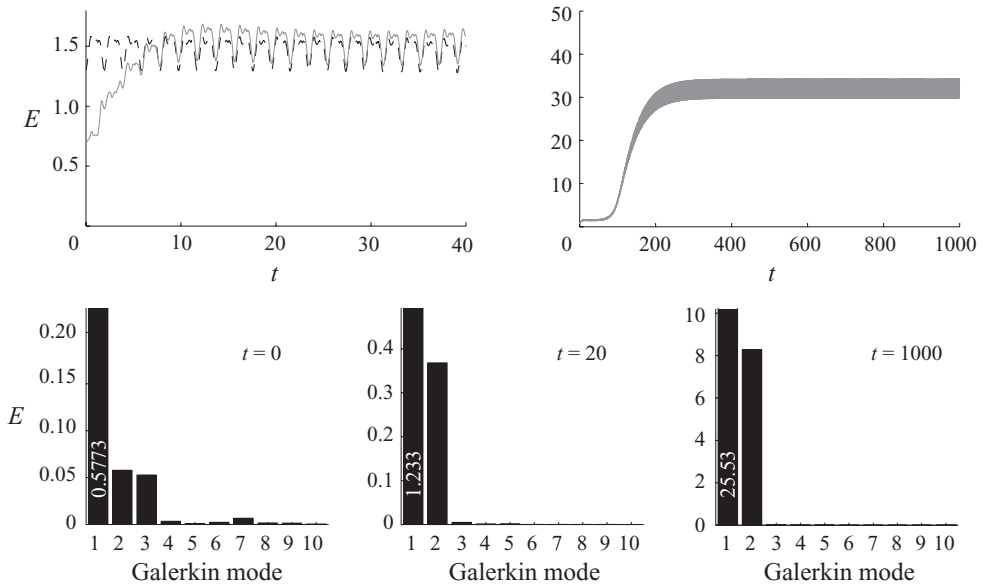 1.5
1.0
E
0.5
0
10
20
30
40
t
50
40
30
20
10
0
200
400
600
800
1000
t
0.20
0.15
0.10
E
0.05
0
t = 0
0.5773
1 2 3 4 5 6 7 8 9 10
Galerkin mode
0.4
0.3
0.2
0.1
0
t = 20
1.233
1 2 3 4 5 6 7 8 9 10
Galerkin mode
10
8
6
4
2
0
t = 1000
25.53
1 2 3 4 5 6 7 8 9 10
Galerkin mode